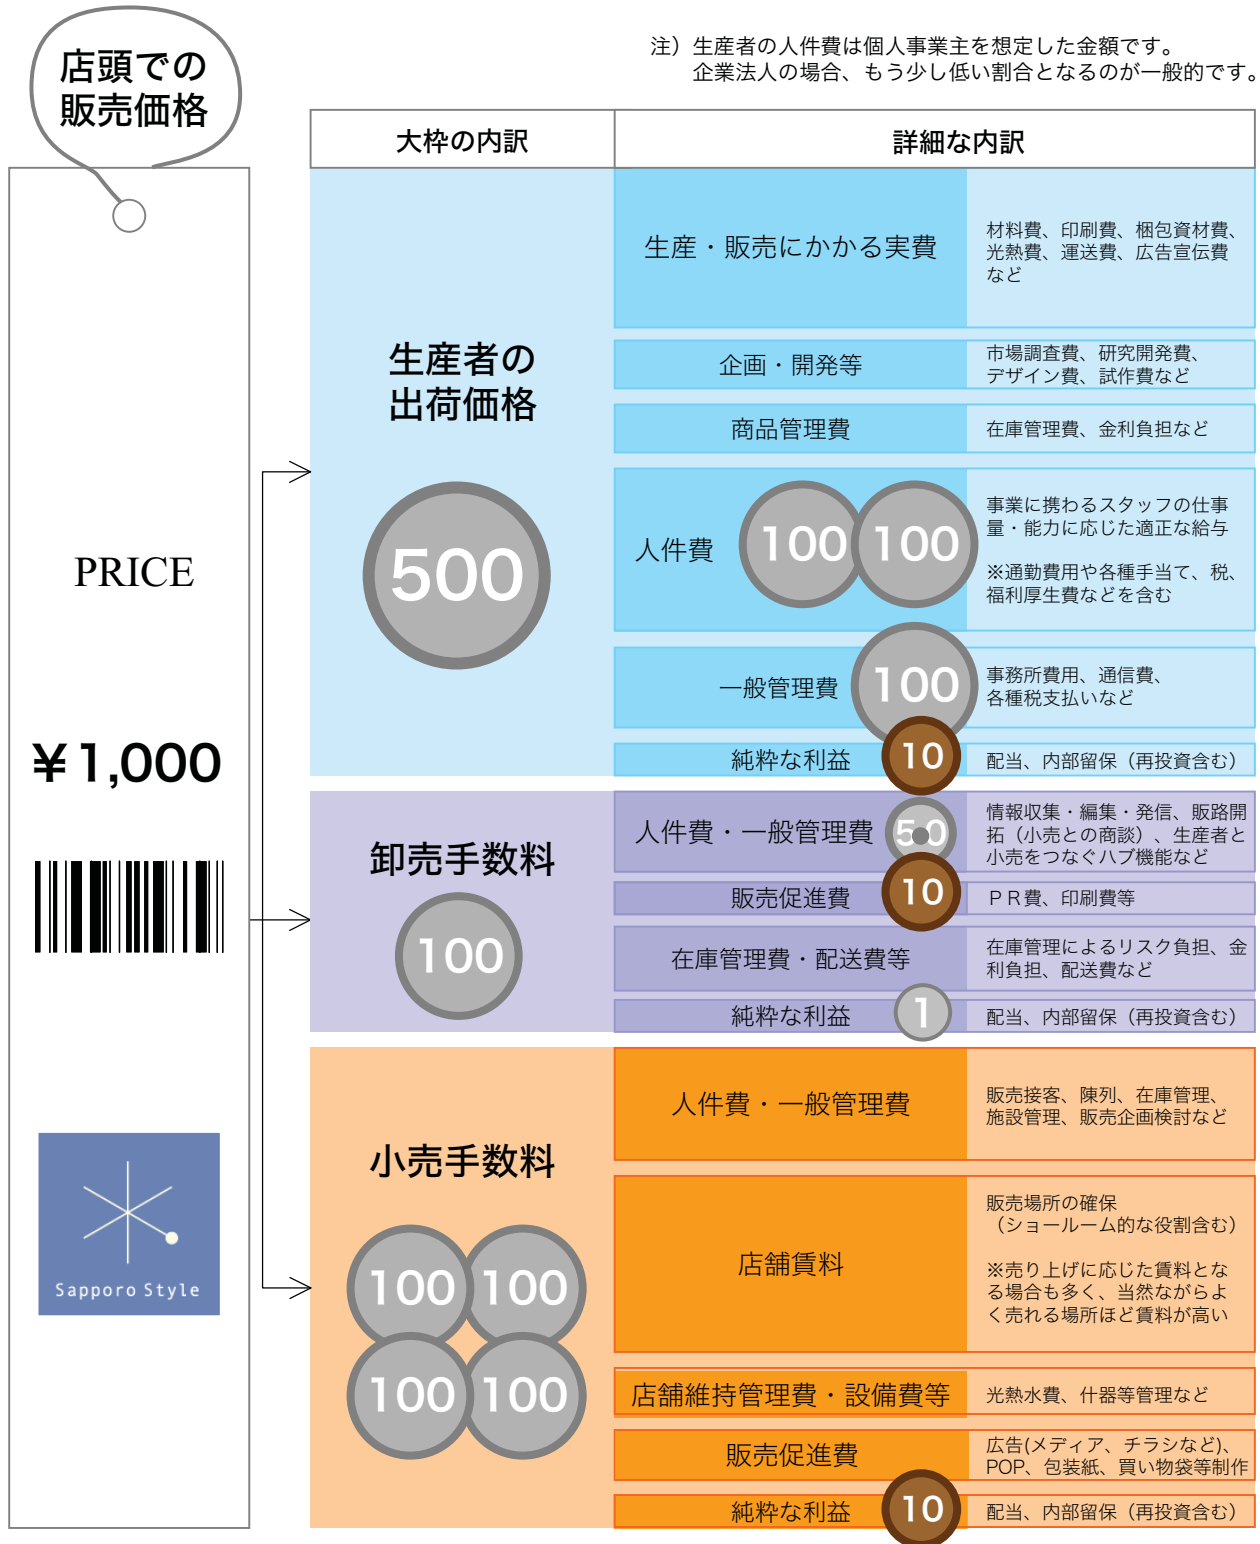 店頭での
販売価格
注）生産者の人件費は個人事業主を想定した金額です。
企業法人の場合、もう少し低い割合となるのが一般的です。
PRICE
¥1,000
Sapporo Style
大枠の内訳
詳細な内訳
生産者の
出荷価格
500
生産・販売にかかる実費
材料費、印刷費、梱包資材費、
光熱費、運送費、広告宣伝費
など
企画・開発等
市場調査費、研究開発費、
デザイン費、試作費など
商品管理費
在庫管理費、金利負担など
人件費
100 100
事業に携わるスタッフの仕事
量・能力に応じた適正な給与
※通勤費用や各種手当て、税、
福利厚生費などを含む
一般管理費
100
事務所費用、通信費、
各種税支払いなど
純粋な利益
10
配当、内部留保（再投資含む）
卸売手数料
100
人件費・一般管理費
50
情報収集・編集・発信、販路開
拓（小売との商談）、生産者と
小売をつなぐハブ機能など
販売促進費
10
ＰＲ費、印刷費等
在庫管理費・配送費等
在庫管理によるリスク負担、金
利負担、配送費など
純粋な利益
1
配当、内部留保（再投資含む）
小売手数料
100 100
100 100
人件費・一般管理費
販売接客、陳列、在庫管理、
施設管理、販売企画検討など
店舗賃料
販売場所の確保
（ショールーム的な役割含む）
※売り上げに応じた賃料とな
る場合も多く、当然ながらよ
く売れる場所ほど賃料が高い
店舗維持管理費・設備費等
光熱水費、什器等管理など
販売促進費
広告(メディア、チラシなど)、
POP、包装紙、買い物袋等制作
純粋な利益
10
配当、内部留保（再投資含む）